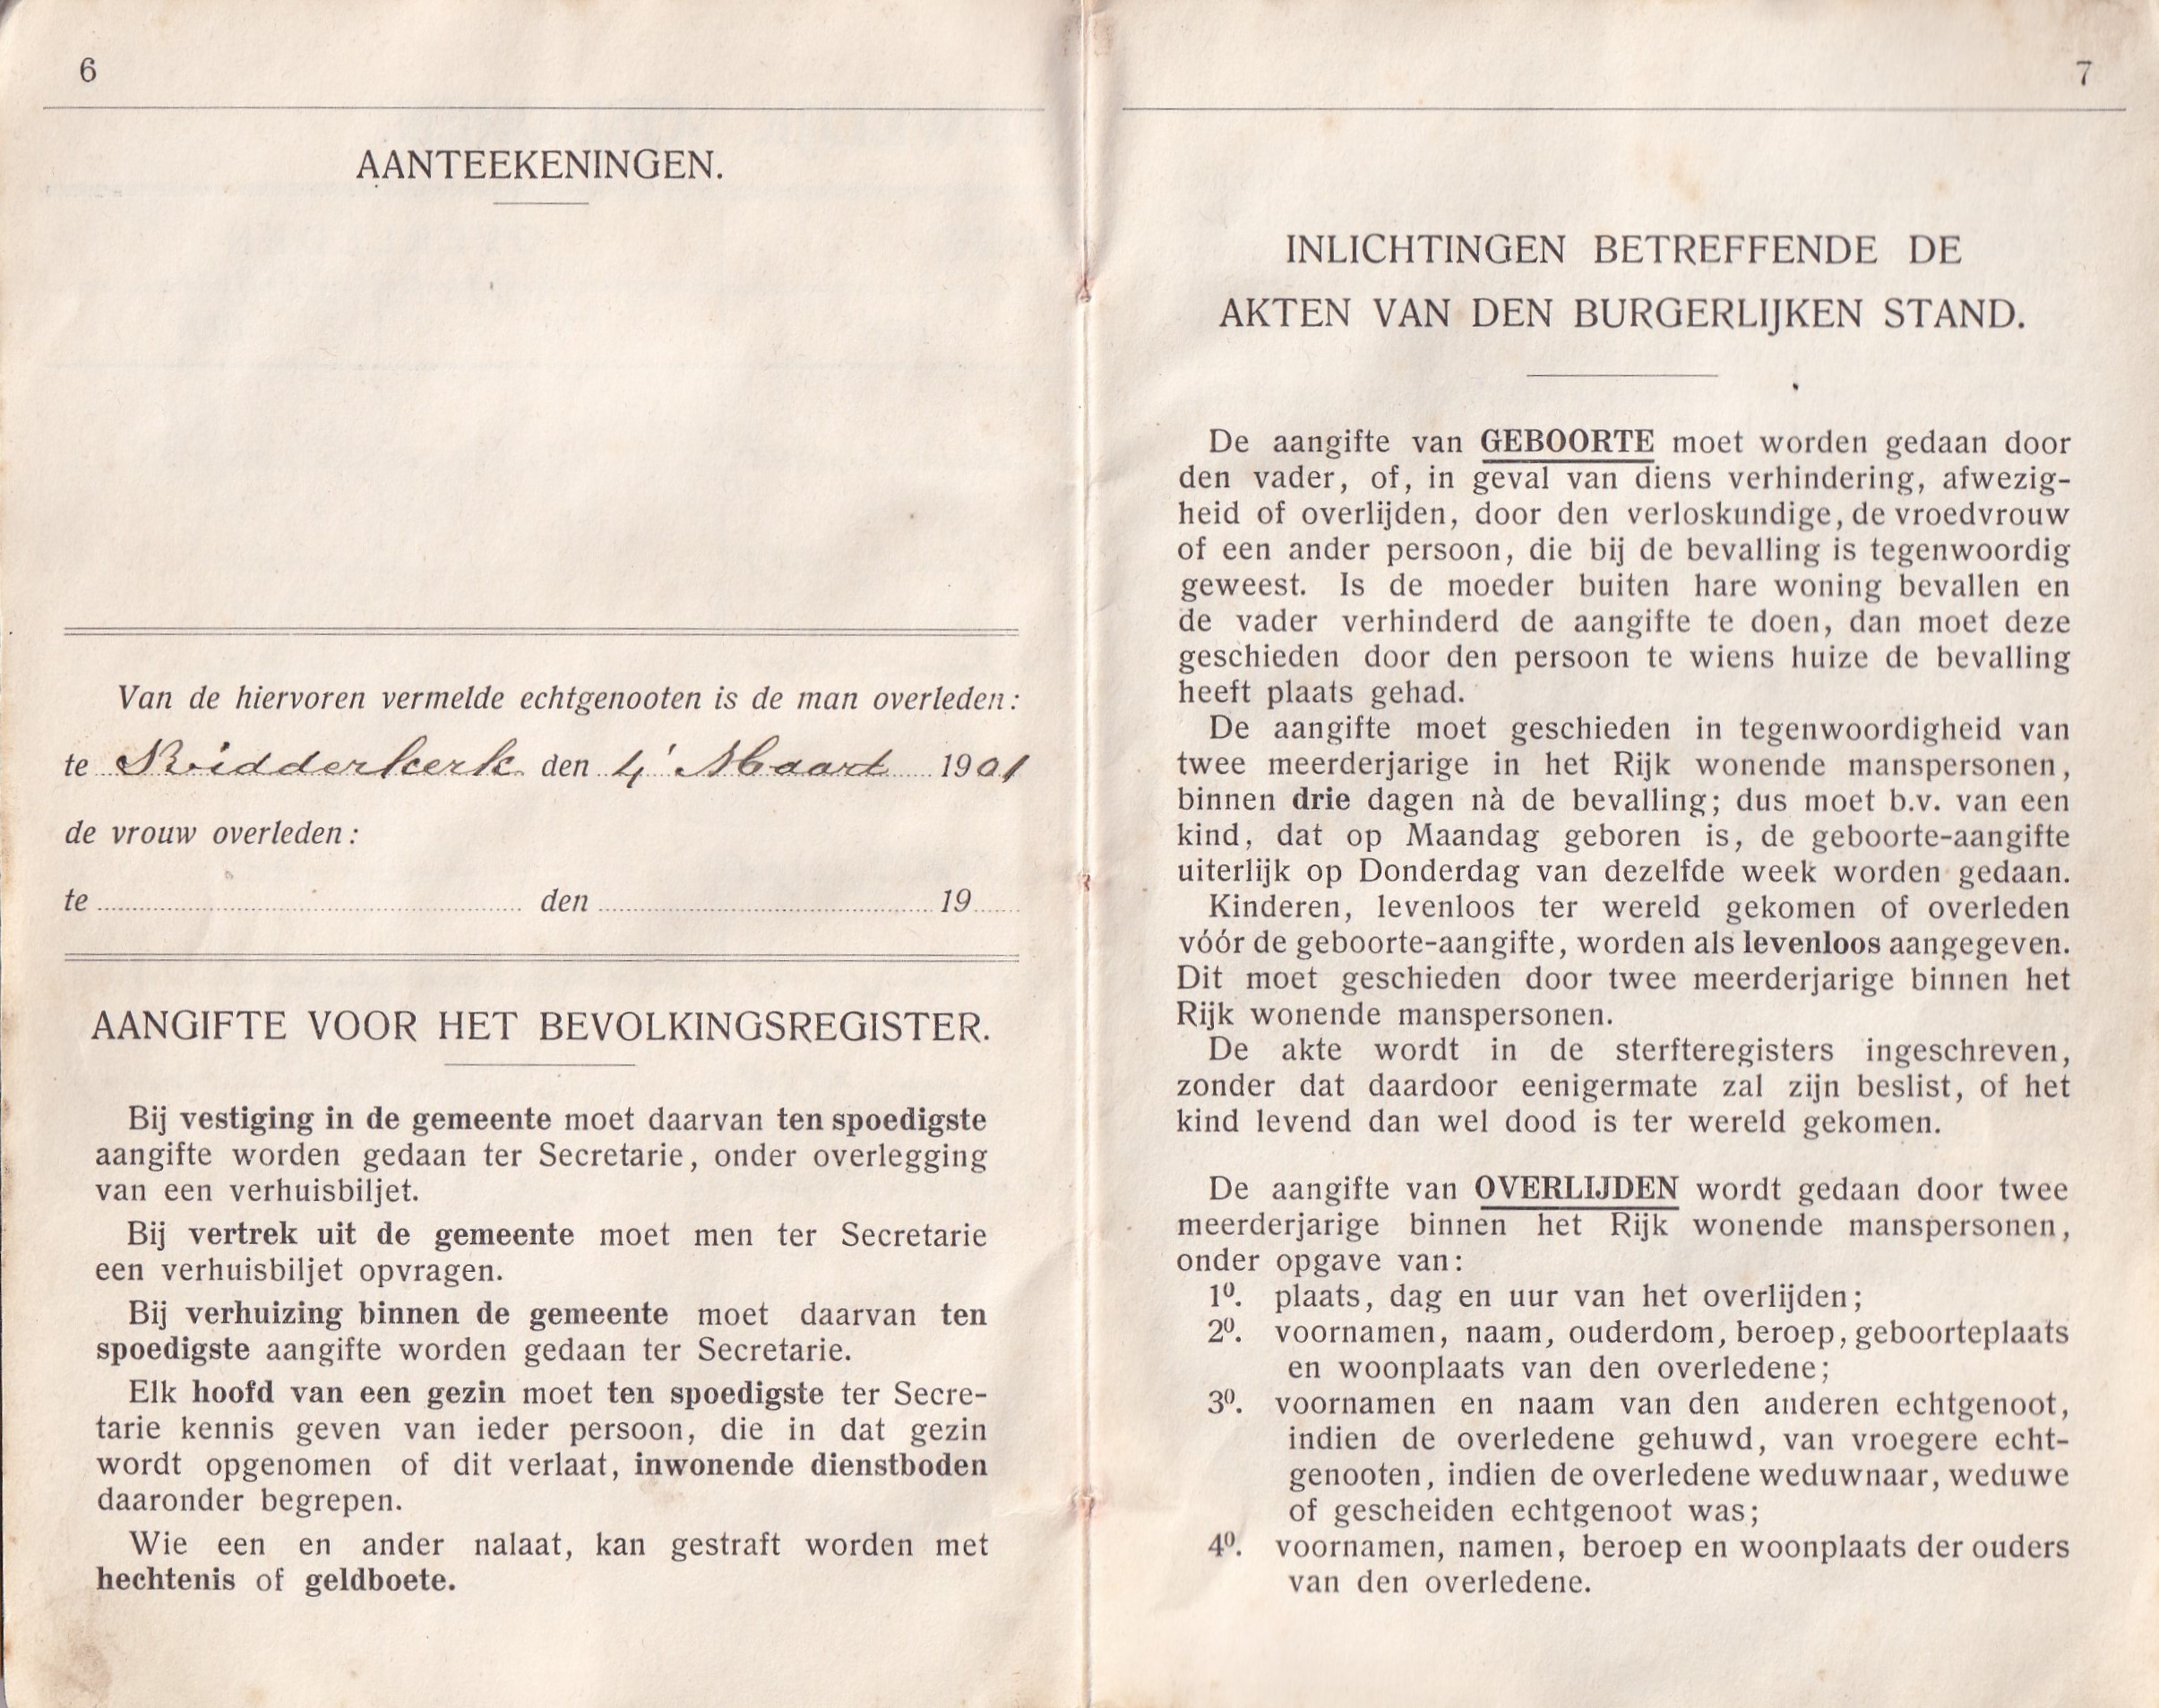 6
AANTEEKENINGEN.
Van de hiervoren vermelde echtgenooten is de man overleden:
te Ridderkerk den 4 Maart 1901
de vrouw overleden:
te den 19
AANGIFTE VOOR HET BEVOLKINGSREGISTER.
Bij vestiging in de gemeente moet daarvan ten spoedigste
aangifte worden gedaan ter Secretarie, onder overlegging
van een verhuisbiljet.
Bij vertrek uit de gemeente moet men ter Secretarie
een verhuisbiljet opvragen.
Bij verhuizing binnen de gemeente moet daarvan ten
spoedigste aangifte worden gedaan ter Secretarie.
Elk hoofd van een gezin moet ten spoedigste ter Secre-
tarie kennis geven van ieder persoon, die in dat gezin
wordt opgenomen of dit verlaat, inwonende dienstboden
daaronder begrepen.
Wie een en ander nalaat, kan gestraft worden met
hechtenis of geldboete.
7
INLICHTINGEN BETREFFENDE DE
AKTEN VAN DEN BURGERLIJKEN STAND.
De aangifte van GEBOORTE moet worden gedaan door
den vader, of, in geval van diens verhindering, afwezig-
heid of overlijden, door den verloskundige, de vroedvrouw
of een ander persoon, die bij de bevalling is tegenwoordig
geweest. Is de moeder buiten hare woning bevallen en
de vader verhinderd de aangifte te doen, dan moet deze
geschieden door den persoon te wiens huize de bevalling
heeft plaats gehad.
De aangifte moet geschieden in tegenwoordigheid van
twee meerderjarige in het Rijk wonende manspersonen,
binnen drie dagen nà de bevalling; dus moet b.v. van een
kind, dat op Maandag geboren is, de geboorte-aangifte
uiterlijk op Donderdag van dezelfde week worden gedaan.
Kinderen, levenloos ter wereld gekomen of overleden
vóór de geboorte-aangifte, worden als levenloos aangegeven.
Dit moet geschieden door twee meerderjarige binnen het
Rijk wonende manspersonen.
De akte wordt in de sterfteregisters ingeschreven,
zonder dat daardoor eenigermate zal zijn beslist, of het
kind levend dan wel dood is ter wereld gekomen.
De aangifte van OVERLIJDEN wordt gedaan door twee
meerderjarige binnen het Rijk wonende manspersonen,
onder opgave van:
1⁰. plaats, dag en uur van het overlijden;
2⁰. voornamen, naam, ouderdom, beroep, geboorteplaats
en woonplaats van den overledene;
3⁰. voornamen en naam van den anderen echtgenoot,
indien de overledene gehuwd, van vroegere echt-
genooten, indien de overledene weduwnaar, weduwe
of gescheiden echtgenoot was;
4⁰. voornamen, namen, beroep en woonplaats der ouders
van den overledene.